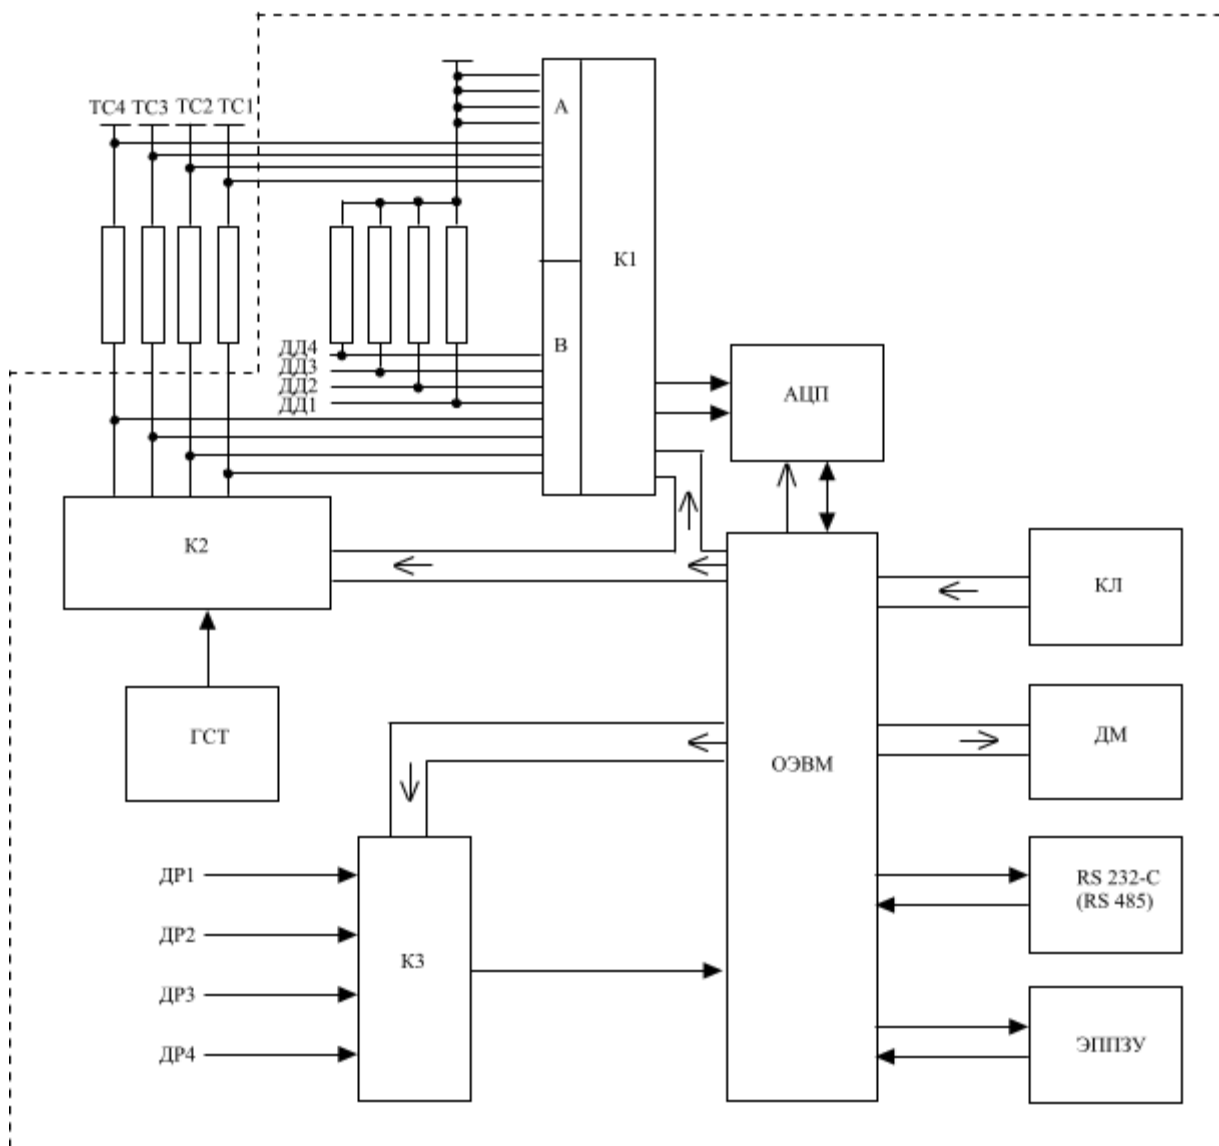 ТС4 ТС3 ТС2 ТС1
А
К1
В
ДД4
ДД3
ДД2
ДД1
АЦП
К2
КЛ
ГСТ
ОЭВМ
ДМ
ДР1
ДР2
ДР3
ДР4
К3
RS 232-C
(RS 485)
ЭППЗУ